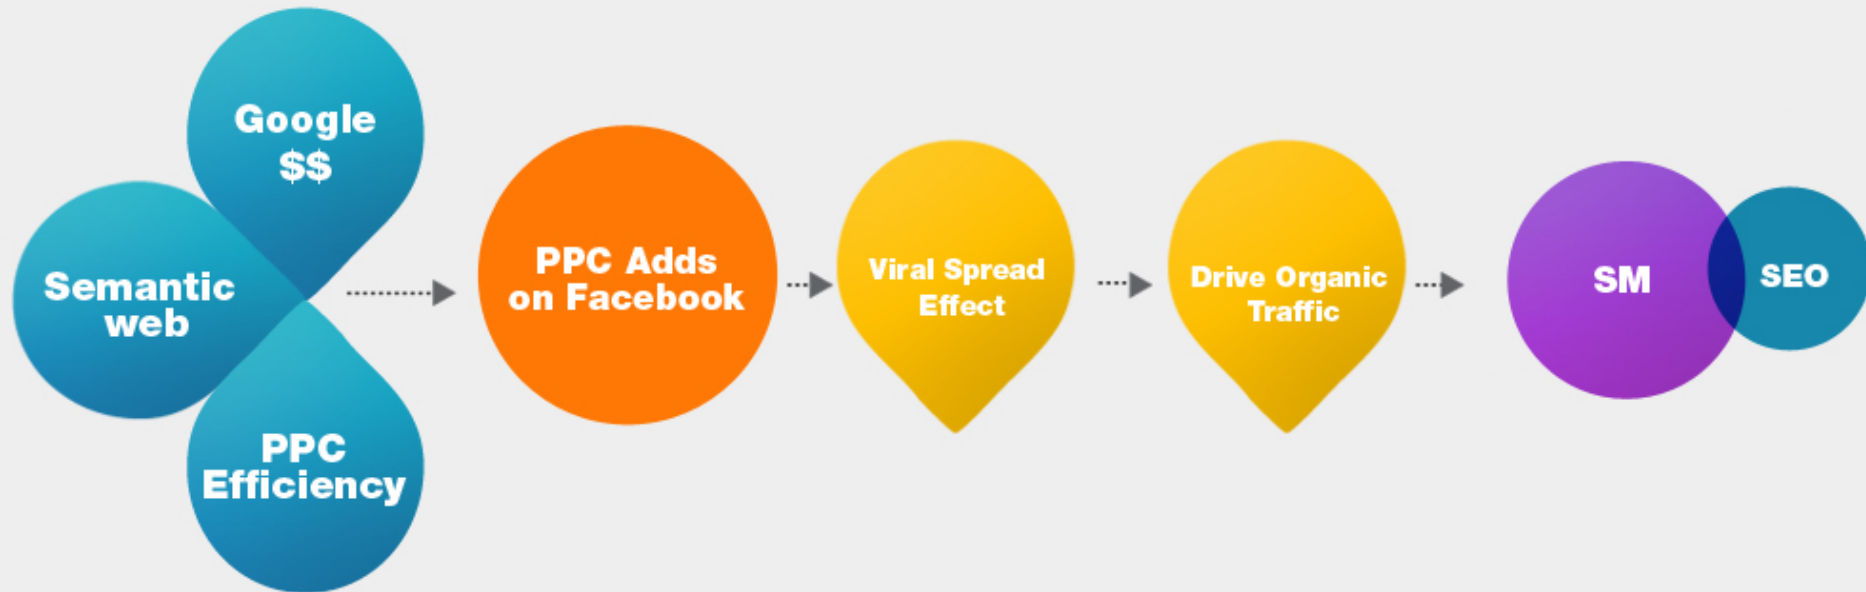 Google
$$
Semantic
web
PPC
Efficiency
PPC Adds
on Facebook
Viral Spread
Effect
Drive Organic
Traffic
SM
SEO